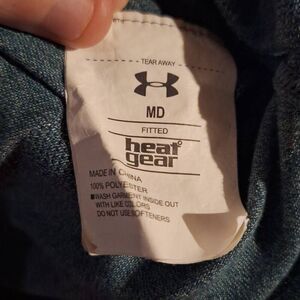 TEAR AWAY
MD
FITTED
heat
gear
MADE IN CHINA
100% POLYESTER
■WASH GARMENT INSIDE OUT
WITH LIKE COLORS
DO NOT USE SOFTENERS